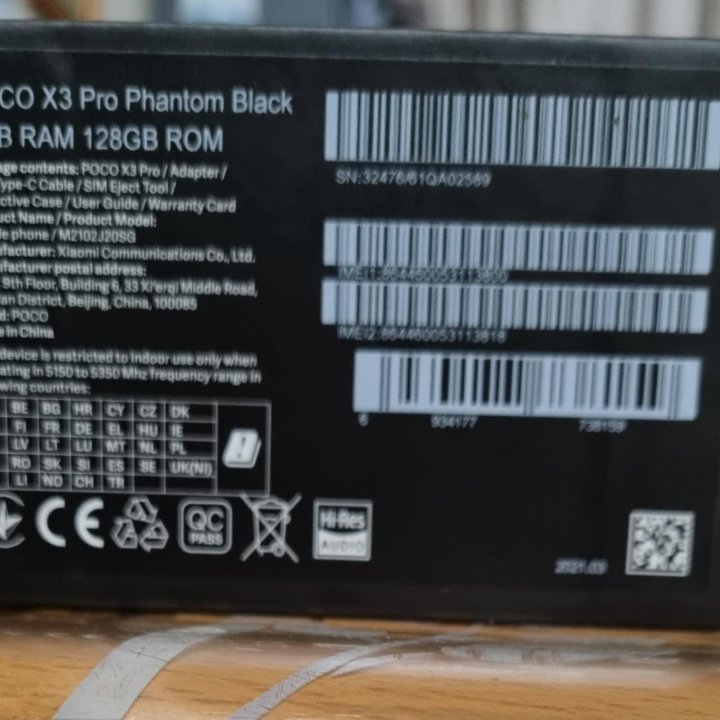 CO X3 Pro Phantom Black
B RAM 128GB ROM
ge contents: POCO X3 Pro / Adapter /
ype-C Cable / SIM Eject Tool /
ctive Case / User Guide / Warranty Card
uct Name / Product Model:
le phone / M2102J20SG
ufacturer: Xiaomi Communications Co., Ltd.
ufacturer postal address:
9th Floor, Building 6, 33 Xi'erqi Middle Road,
ian District, Beijing, China, 100085
d: POCO
e in China
device is restricted to indoor use only when
ating in 5150 to 5350 Mhz frequency range in
wing countries:
BE BG HR CY CZ DK
FI FR DE EL HU IE
LV LT LU MT NL PL
RO SK SI ES SE UK(NI)
LI NO CH TR
CE
QC
PASS
Hi-Res
AUDIO
SN:32476/61QA02569
IMEI2:864460053113818
6 934177 738159
2021.03